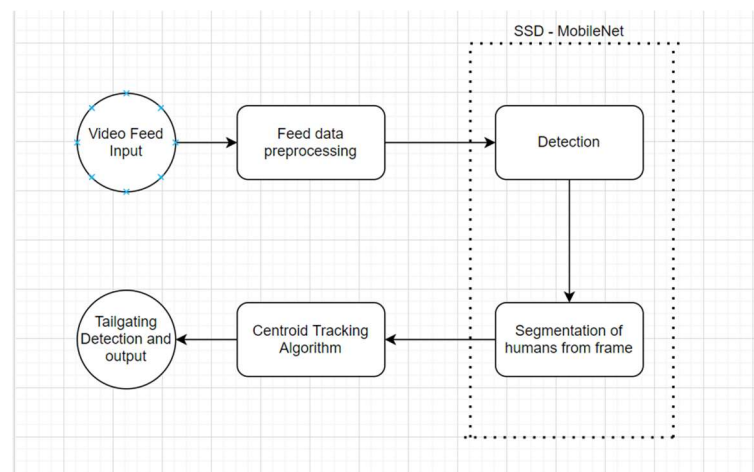 SSD - MobileNet
Video Feed
Input
Feed data
preprocessing
Detection
Segmentation of
humans from frame
Centroid Tracking
Algorithm
Tailgating
Detection and
output